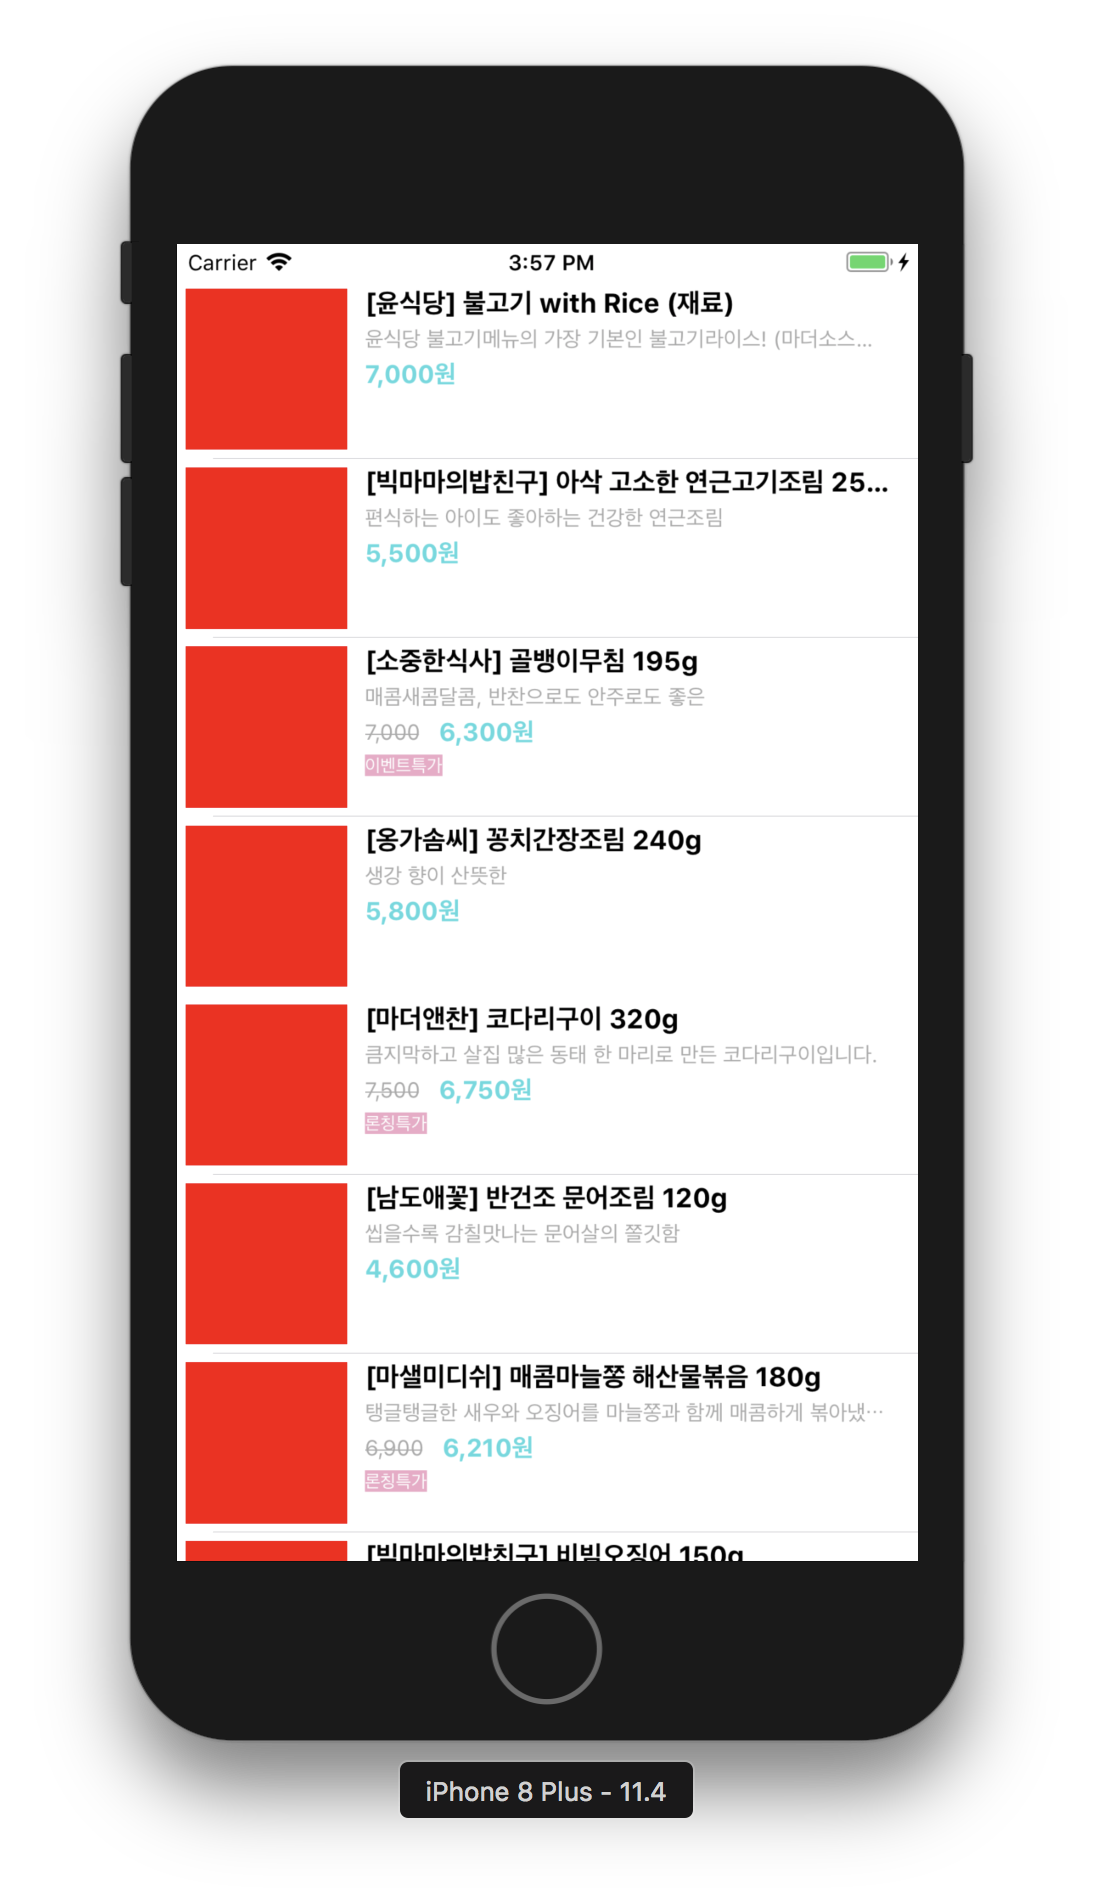 Carrier 3:57 PM
[윤식당] 불고기 with Rice (재료)
윤식당 불고기메뉴의 가장 기본인 불고기라이스! (마더소스...
7,000원
[빅마마의밥친구] 아삭 고소한 연근고기조림 25...
편식하는 아이도 좋아하는 건강한 연근조림
5,500원
[소중한식사] 골뱅이무침 195g
매콤새콤달콤, 반찬으로도 안주로도 좋은
7,000 6,300원
이벤트특가
[옹가솜씨] 꽁치간장조림 240g
생강 향이 산뜻한
5,800원
[마더앤찬] 코다리구이 320g
큼지막하고 살집 많은 동태 한 마리로 만든 코다리구이입니다.
7,500 6,750원
론칭특가
[남도애꽃] 반건조 문어조림 120g
씹을수록 감칠맛나는 문어살의 쫄깃함
4,600원
[마샐미디쉬] 매콤마늘쫑 해산물볶음 180g
탱글탱글한 새우와 오징어를 마늘쫑과 함께 매콤하게 볶아냈...
6,900 6,210원
론칭특가
[빅마마의밥친구] 비빔오징어 150g
iPhone 8 Plus - 11.4